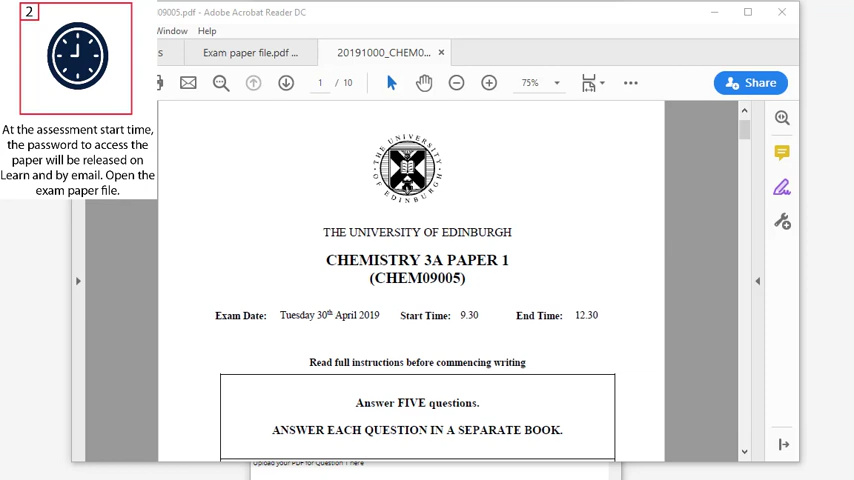 2
At the assessment start time,
the password to access the
paper will be released on
Learn and by email. Open the
exam paper file.
09005.pdf - Adobe Acrobat Reader DC
Window Help
s Exam paper file.pdf ... 20191000_CHEM0... ×
1 / 10 75% Share
THE UNIVERSITY OF EDINBURGH
THE UNIVERSITY OF EDINBURGH
CHEMISTRY 3A PAPER 1
(CHEM09005)
Exam Date: Tuesday 30th April 2019 Start Time: 9.30 End Time: 12.30
Read full instructions before commencing writing
Answer FIVE questions.
ANSWER EACH QUESTION IN A SEPARATE BOOK.
Upload your PDF for Question 1 here